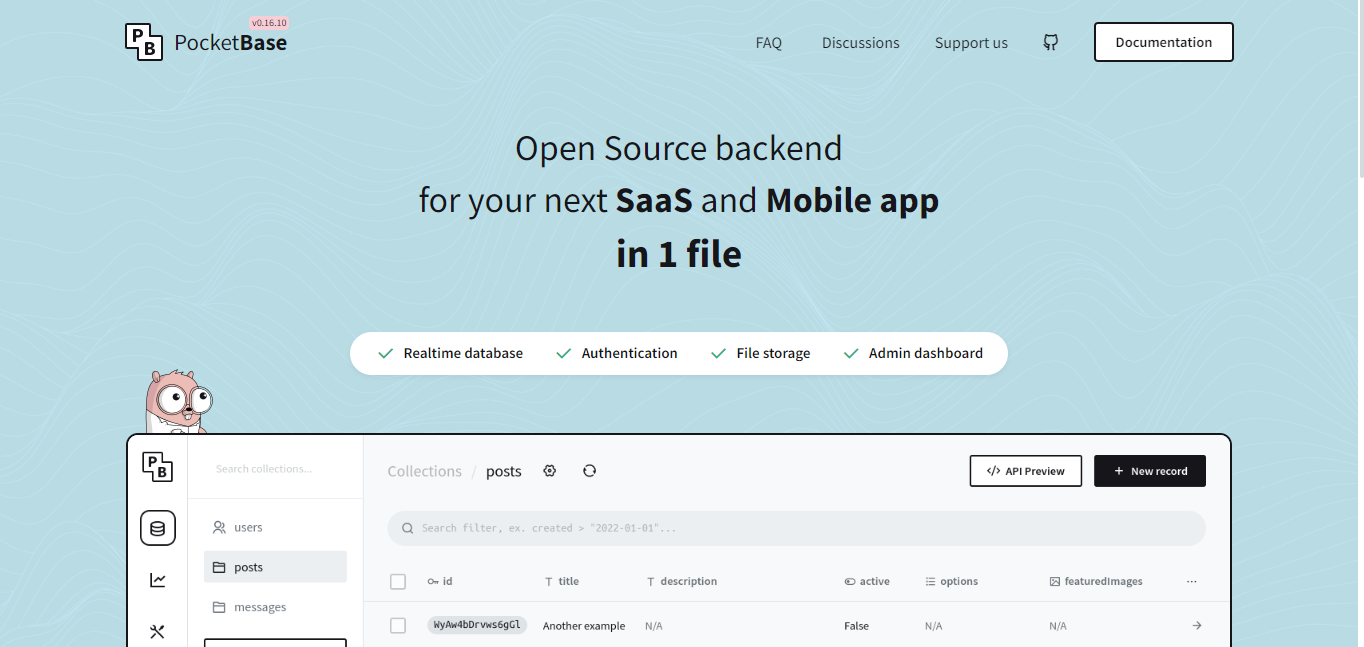 v0.16.10
PB PocketBase
FAQ Discussions Support us Documentation
Open Source backend
for your next SaaS and Mobile app
in 1 file
Realtime database Authentication File storage Admin dashboard
PB
Search collections...
Collections / posts
</> API Preview
+ New record
users
Search filter, ex. created > "2022-01-01"...
posts
messages
id title description active options featuredImages ...
WyAw4bDrvws6gGl Another example N/A False N/A N/A